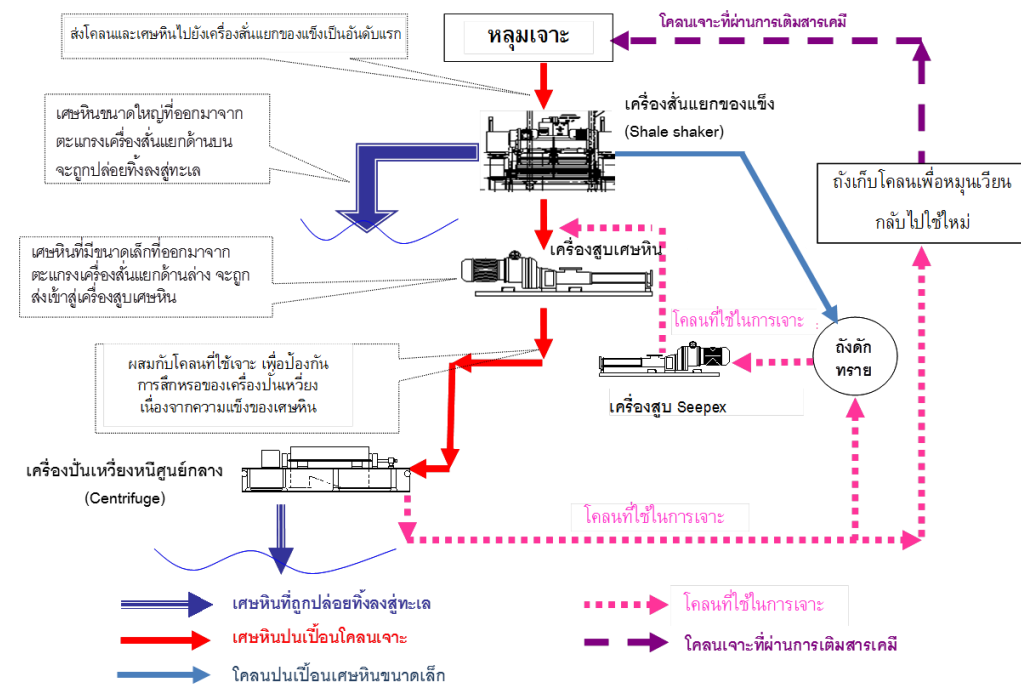 ส่งโคลนและเศษหินไปยังเครื่องสั่นแยกของแข็งเป็นอันดับแรก
หลุมเจาะ
โคลนเจาะที่ผ่านการเติมสารเคมี
เศษหินขนาดใหญ่ที่ออกมาจาก
ตะแกรงเครื่องสั่นแยกด้านบน
จะถูกปล่อยทิ้งลงสู่ทะเล
เครื่องสั่นแยกของแข็ง
(Shale shaker)
ถังเก็บโคลนเพื่อหมุนเวียน
กลับไปใช้ใหม่
เศษหินที่มีขนาดเล็กที่ออกมาจาก
ตะแกรงเครื่องสั่นแยกด้านล่าง จะถูก
ส่งเข้าสู่เครื่องสูบเศษหิน
เครื่องสูบเศษหิน
โคลนที่ใช้ในการเจาะ
ถังดัก
ทราย
ผสมกับโคลนที่ใช้เจาะ เพื่อป้องกัน
การสึกหรอของเครื่องปั่นเหวี่ยง
เนื่องจากความแข็งของเศษหิน
เครื่องสูบ Seepex
เครื่องปั่นเหวี่ยงหนีศูนย์กลาง
(Centrifuge)
โคลนที่ใช้ในการเจาะ
เศษหินที่ถูกปล่อยทิ้งลงสู่ทะเล
เศษหินปนเปื้อนโคลนเจาะ
โคลนปนเปื้อนเศษหินขนาดเล็ก
โคลนที่ใช้ในการเจาะ
โคลนเจาะที่ผ่านการเติมสารเคมี